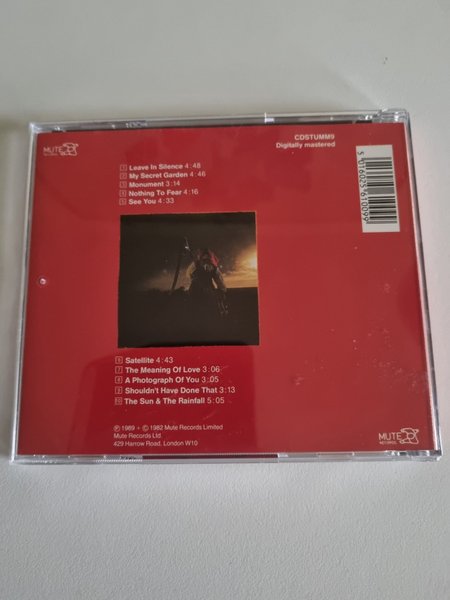 MUTE
CDSTUMM9
Digitally mastered
5 016025 610099
1 Leave In Silence 4:48
2 My Secret Garden 4:46
3 Monument 3:14
4 Nothing To Fear 4:16
5 See You 4:33
6 Satellite 4:43
7 The Meaning Of Love 3:06
8 A Photograph Of You 3:05
9 Shouldn't Have Done That 3:13
10 The Sun & The Rainfall 5:05
℗ 1989 + © 1982 Mute Records Limited
Mute Records Ltd.
429 Harrow Road, London W10
MUTE
RECORDS